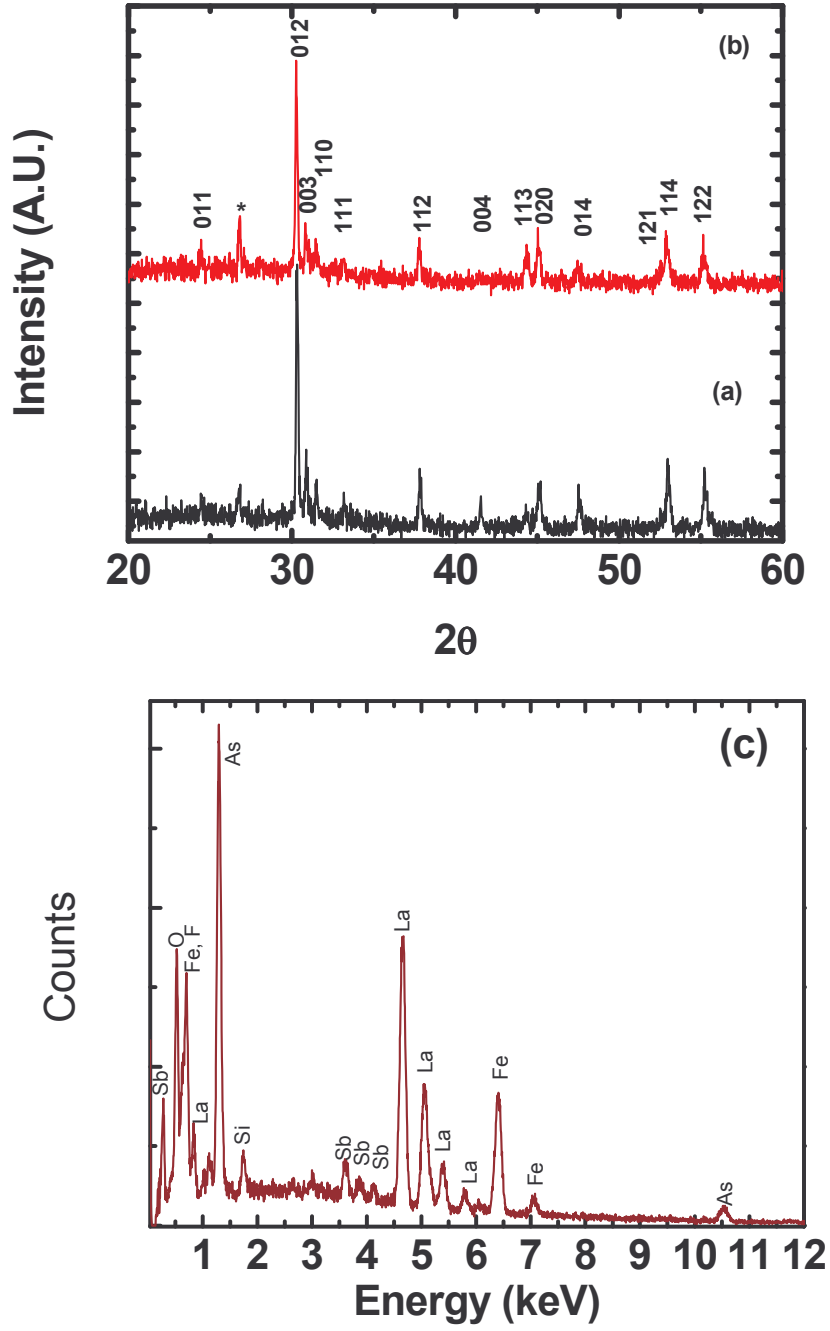 012
(b)
Intensity (A.U.)
011
*
003
110
111
112
004
113
020
014
121
114
122
(a)
20 30 40 50 60
2θ
(c)
Counts
Sb
O
Fe, F
La
As
Si
Sb
Sb
Sb
La
La
La
La
Fe
Fe
As
1 2 3 4 5 6 7 8 9 10 11 12
Energy (keV)